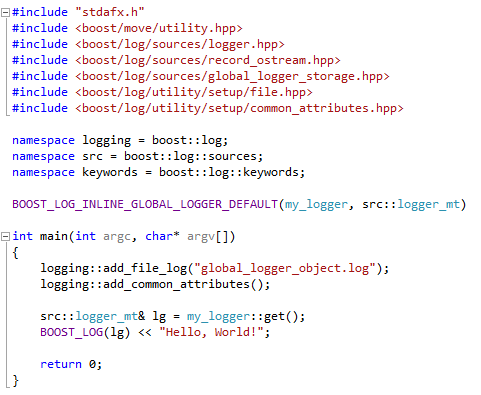 #include "stdafx.h"
#include <boost/move/utility.hpp>
#include <boost/log/sources/logger.hpp>
#include <boost/log/sources/record_ostream.hpp>
#include <boost/log/sources/global_logger_storage.hpp>
#include <boost/log/utility/setup/file.hpp>
#include <boost/log/utility/setup/common_attributes.hpp>
namespace logging = boost::log;
namespace src = boost::log::sources;
namespace keywords = boost::log::keywords;
BOOST_LOG_INLINE_GLOBAL_LOGGER_DEFAULT(my_logger, src::logger_mt)
int main(int argc, char* argv[])
{
    logging::add_file_log("global_logger_object.log");
    logging::add_common_attributes();
    src::logger_mt& lg = my_logger::get();
    BOOST_LOG(lg) << "Hello, World!";
    return 0;
}